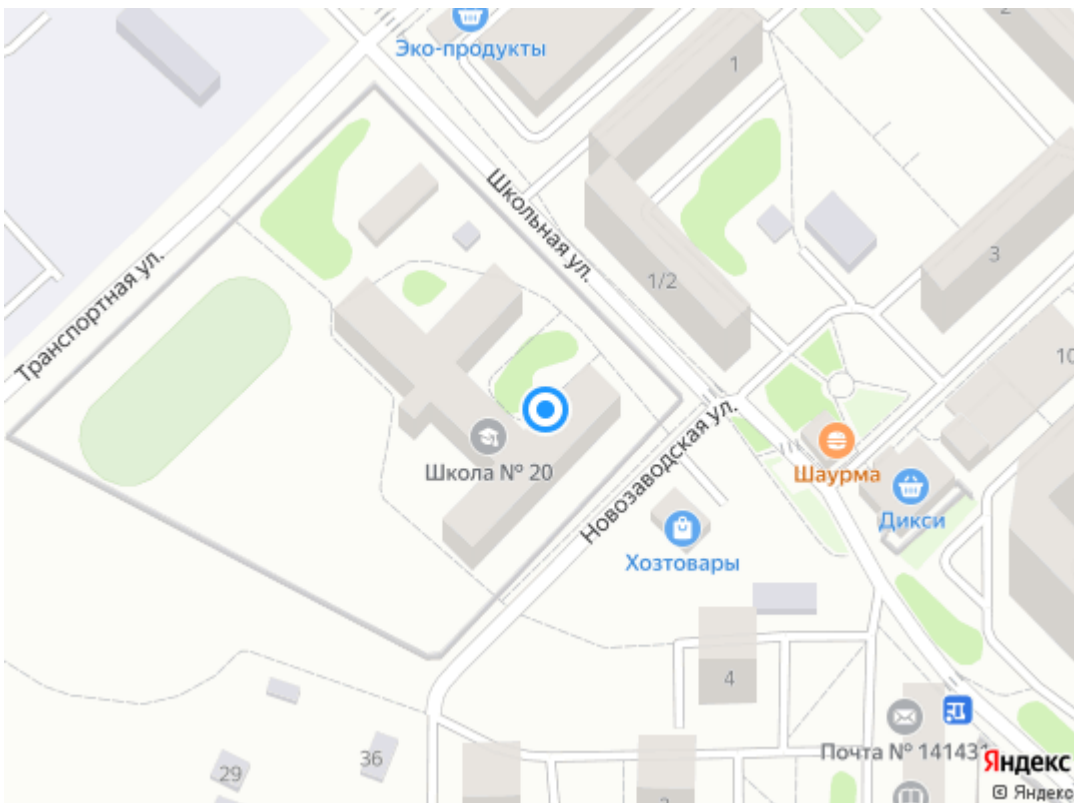 2
Эко-продукты
1
Школьная ул.
3
1/2
Транспортная ул.
10
Новозаводская ул.
Школа № 20
Шаурма
Дикси
Хозтовары
4
Почта № 141431
Яндекс
36
29
© Яндекс